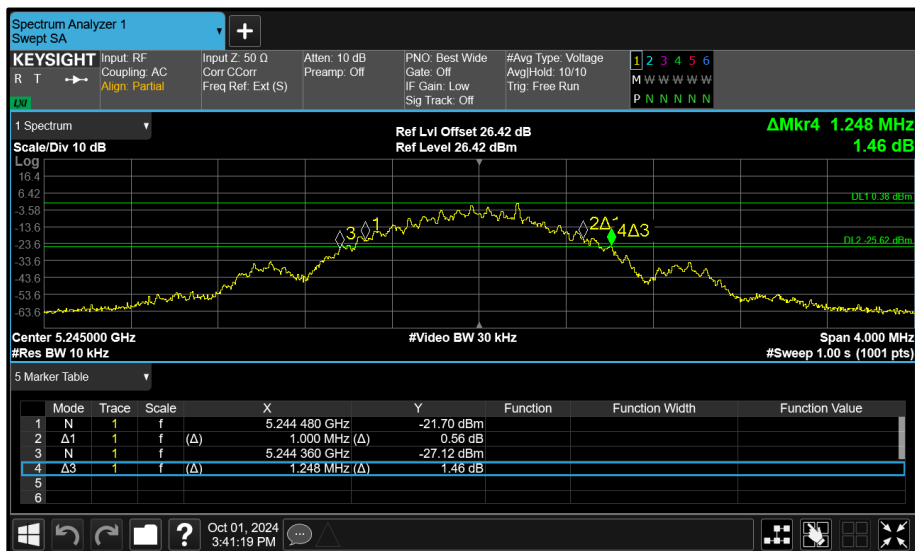 Spectrum Analyzer 1
Swept SA
KEYSIGHT
R T
LXI
Input: RF
Coupling: AC
Align: Partial
Input Z: 50 Ω
Corr CCorr
Freq Ref: Ext (S)
Atten: 10 dB
Preamp: Off
PNO: Best Wide
Gate: Off
IF Gain: Low
Sig Track: Off
#Avg Type: Voltage
Avg|Hold: 10/10
Trig: Free Run
1 2 3 4 5 6
M W W W W W
P N N N N N
1 Spectrum
Scale/Div 10 dB
Ref Lvl Offset 26.42 dB
Ref Level 26.42 dBm
ΔMkr4 1.248 MHz
1.46 dB
Log
16.4
6.42
-3.58
-13.6
-23.6
-33.6
-43.6
-53.6
-63.6
DL1 0.38 dBm
DL2 -25.62 dBm
3
1
2Δ1
4Δ3
Center 5.245000 GHz
#Video BW 30 kHz
Span 4.000 MHz
#Res BW 10 kHz
#Sweep 1.00 s (1001 pts)
5 Marker Table
Mode Trace Scale X Y Function Function Width Function Value
1 N 1 f 5.244 480 GHz -21.70 dBm
2 Δ1 1 f (Δ) 1.000 MHz (Δ) 0.56 dB
3 N 1 f 5.244 360 GHz -27.12 dBm
4 Δ3 1 f (Δ) 1.248 MHz (Δ) 1.46 dB
5
6
?
Oct 01, 2024
3:41:19 PM